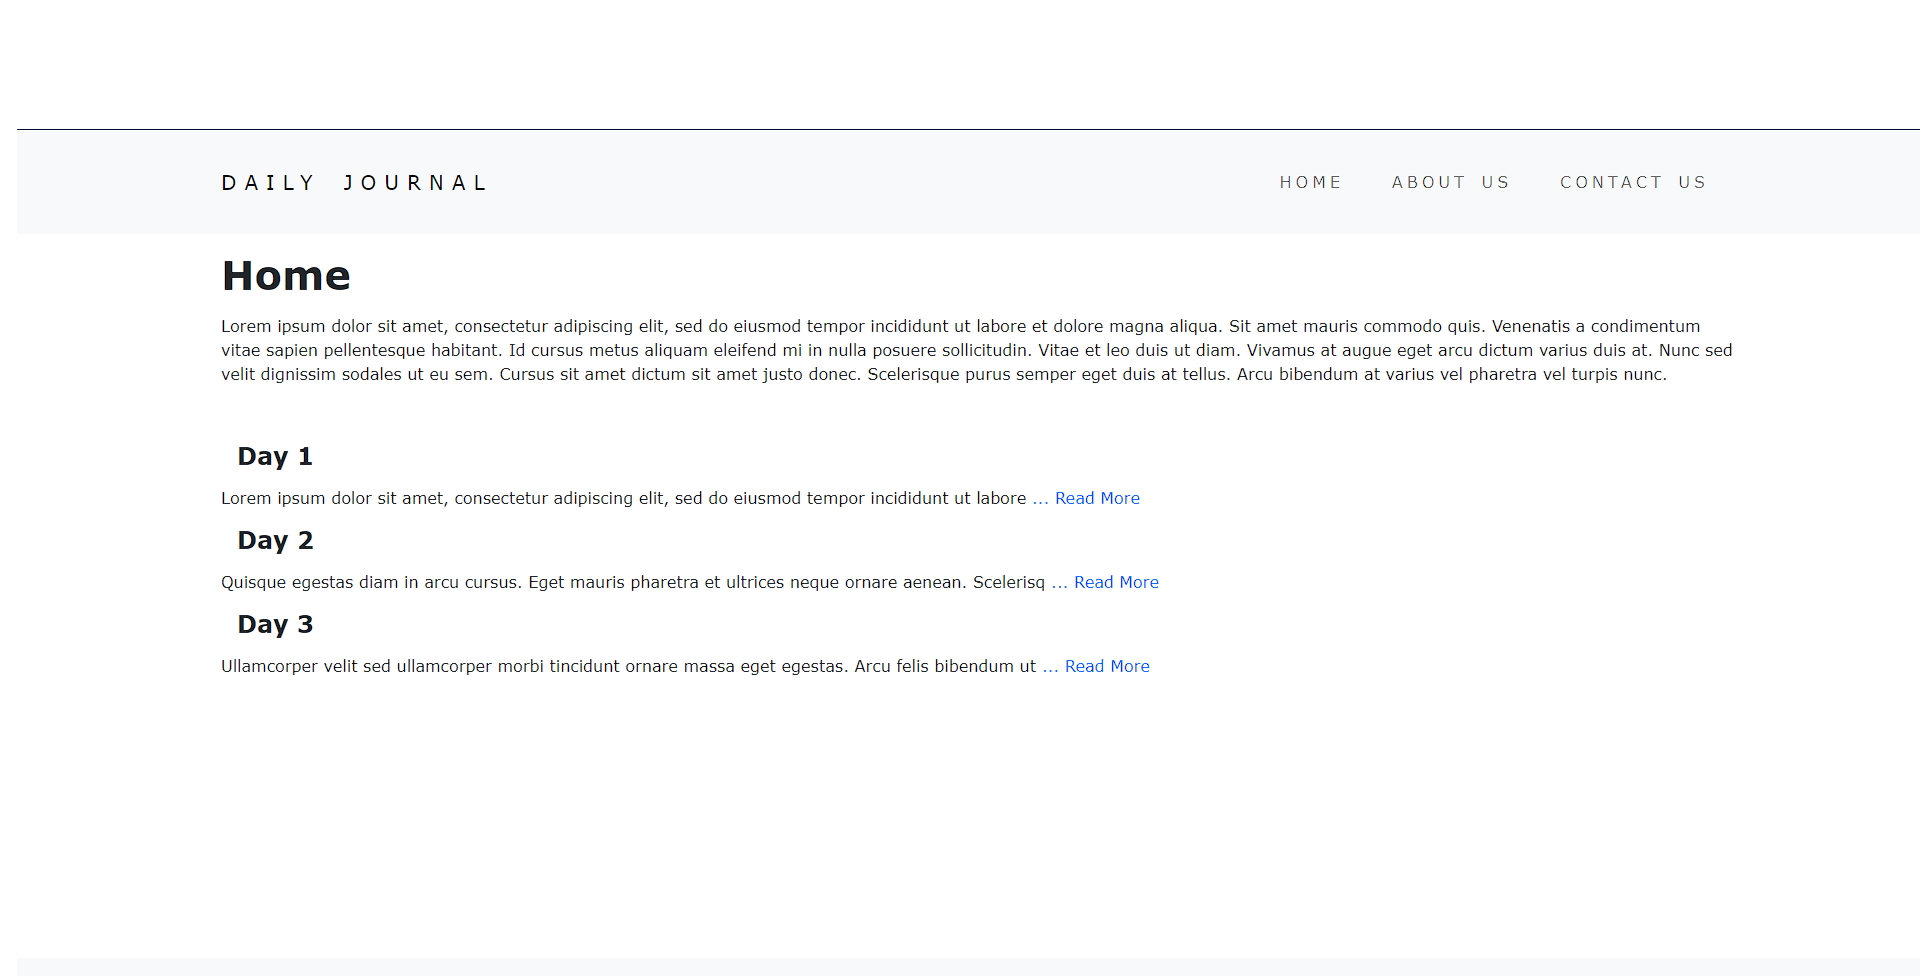 DAILY JOURNAL
HOME ABOUT US CONTACT US
Home
Lorem ipsum dolor sit amet, consectetur adipiscing elit, sed do eiusmod tempor incididunt ut labore et dolore magna aliqua. Sit amet mauris commodo quis. Venenatis a condimentum
vitae sapien pellentesque habitant. Id cursus metus aliquam eleifend mi in nulla posuere sollicitudin. Vitae et leo duis ut diam. Vivamus at augue eget arcu dictum varius duis at. Nunc sed
velit dignissim sodales ut eu sem. Cursus sit amet dictum sit amet justo donec. Scelerisque purus semper eget duis at tellus. Arcu bibendum at varius vel pharetra vel turpis nunc.
Day 1
Lorem ipsum dolor sit amet, consectetur adipiscing elit, sed do eiusmod tempor incididunt ut labore ... Read More
Day 2
Quisque egestas diam in arcu cursus. Eget mauris pharetra et ultrices neque ornare aenean. Scelerisq ... Read More
Day 3
Ullamcorper velit sed ullamcorper morbi tincidunt ornare massa eget egestas. Arcu felis bibendum ut ... Read More